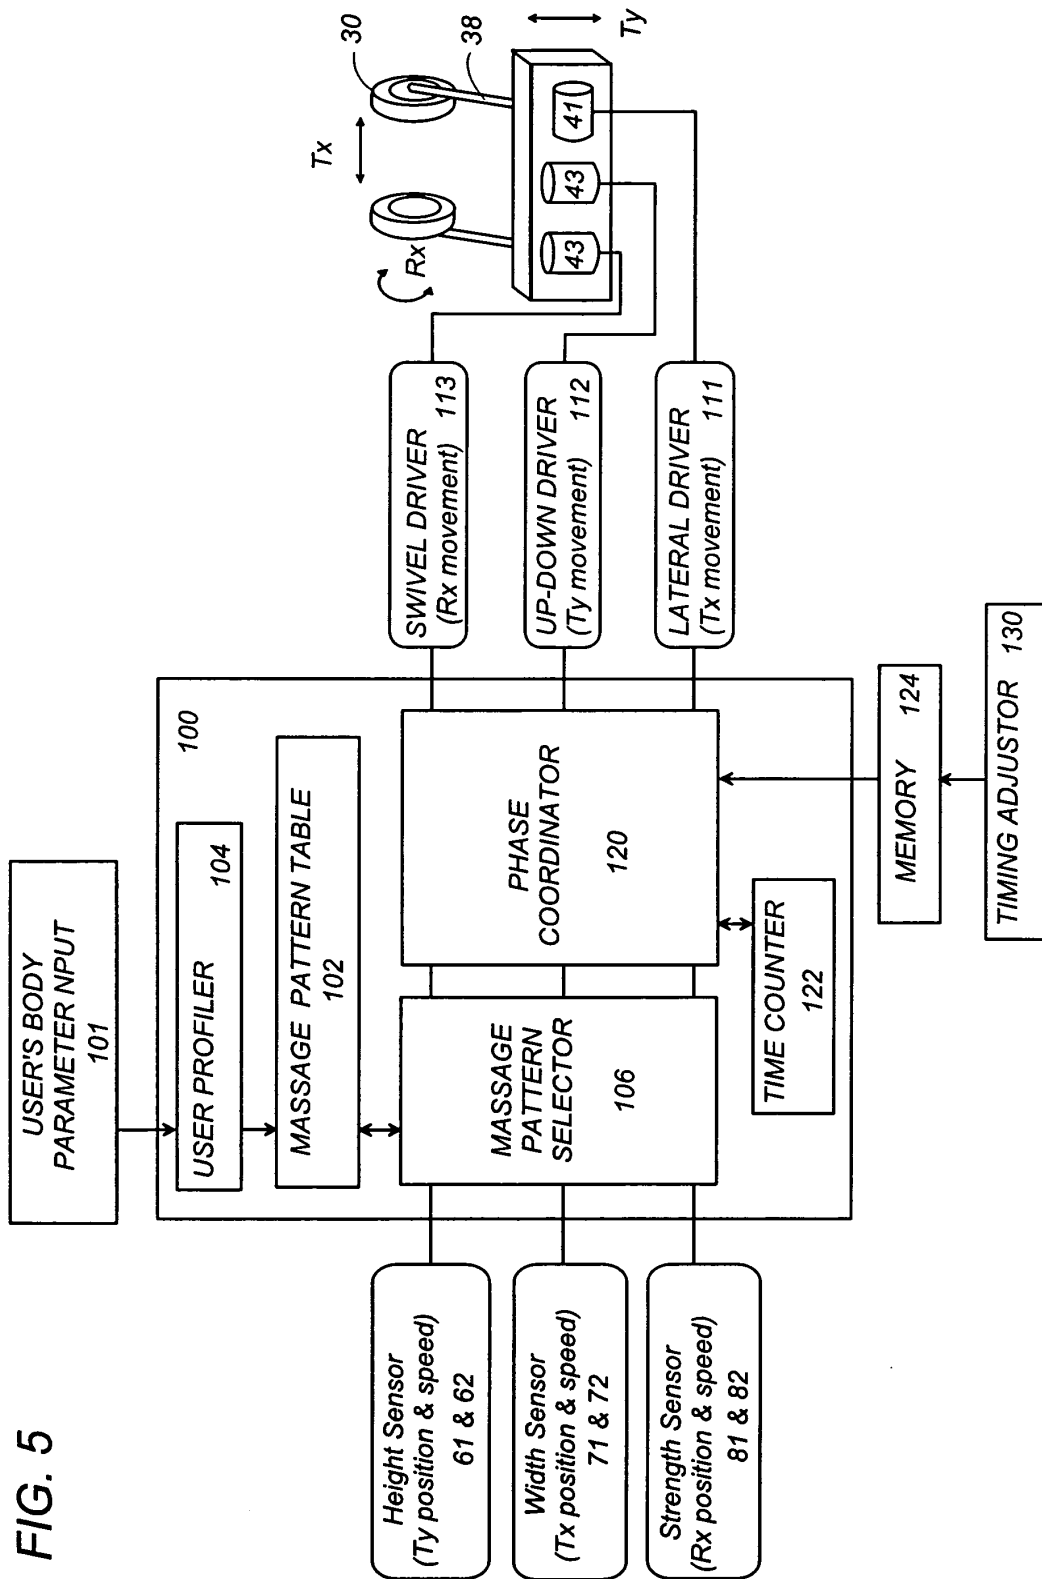 FIG. 5
USER'S BODY
PARAMETER NPUT
101
100
USER PROFILER 104
MASSAGE PATTERN TABLE
102
Height Sensor
(Ty position & speed)
61 & 62
Width Sensor
(Tx position & speed)
71 & 72
Strength Sensor
(Rx position & speed)
81 & 82
MASSAGE
PATTERN
SELECTOR
106
PHASE
COORDINATOR
120
TIME COUNTER
122
MEMORY 124
TIMING ADJUSTOR 130
SWIVEL DRIVER
(Rx movement) 113
UP-DOWN DRIVER
(Ty movement) 112
LATERAL DRIVER
(Tx movement) 111
Rx
Tx
30
38
43
43
41
Ty